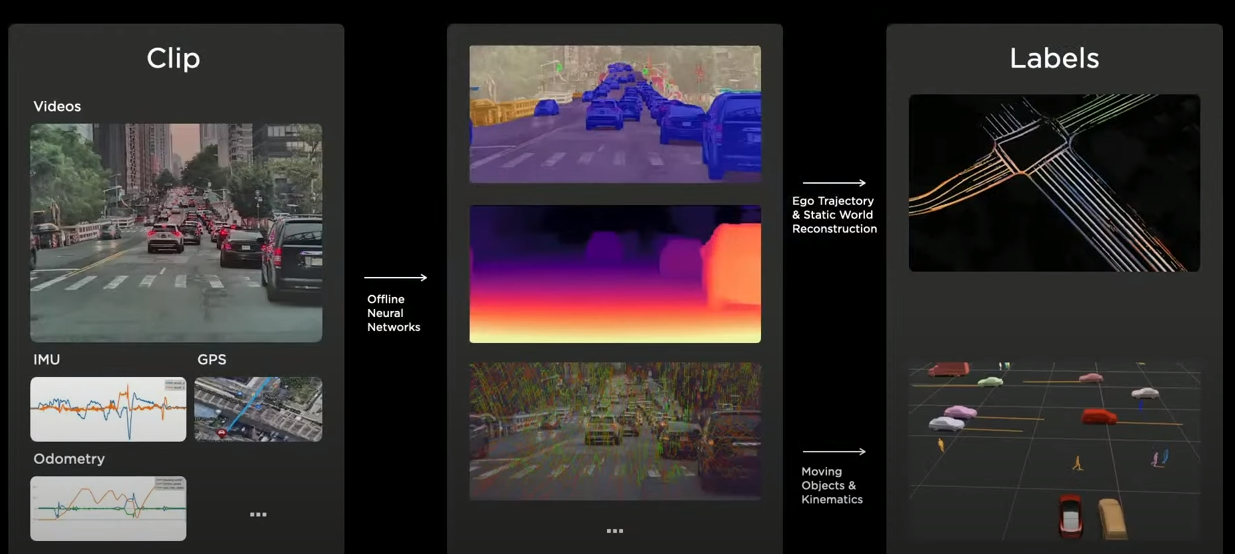 Clip
Videos
IMU
GPS
Odometry
...
Offline
Neural
Networks
...
Ego Trajectory
& Static World
Reconstruction
Moving
Objects &
Kinematics
Labels